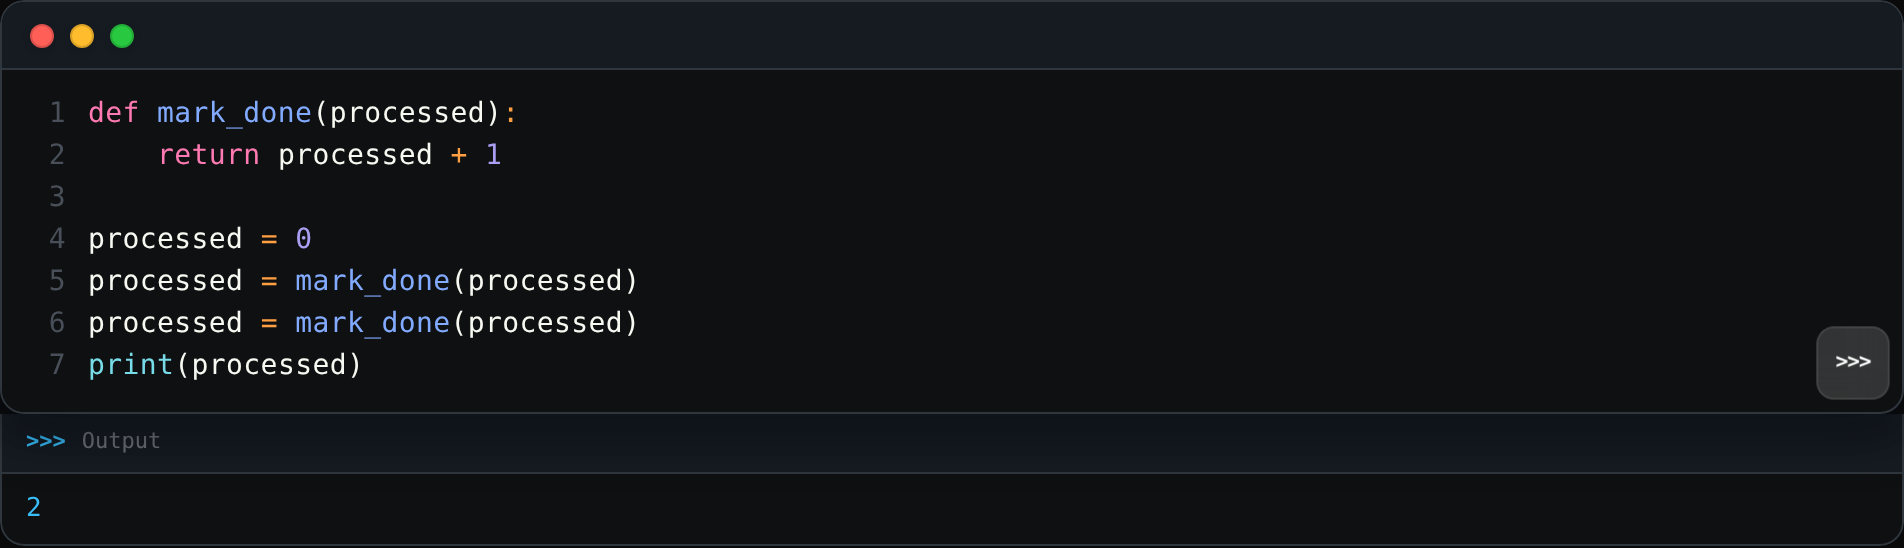 1 def mark_done(processed):
2     return processed + 1
3
4 processed = 0
5 processed = mark_done(processed)
6 processed = mark_done(processed)
7 print(processed)
>>>
>>> Output
2